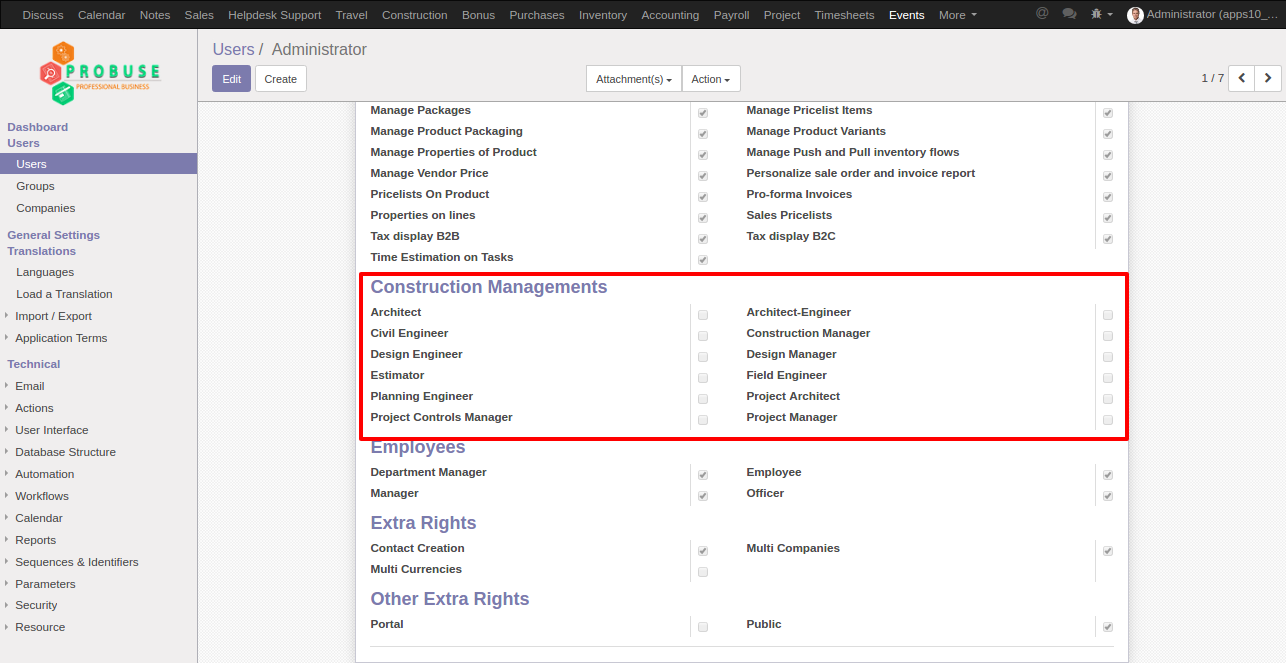 Discuss Calendar Notes Sales Helpdesk Support Travel Construction Bonus Purchases Inventory Accounting Payroll Project Timesheets Events More @ Administrator (apps10_...
PROBUSE
PROFESSIONAL BUSINESS
Users / Administrator
Edit Create Attachment(s) Action 1 / 7
Dashboard
Users
Users
Groups
Companies
General Settings
Translations
Languages
Load a Translation
Import / Export
Application Terms
Technical
Email
Actions
User Interface
Database Structure
Automation
Workflows
Calendar
Reports
Sequences & Identifiers
Parameters
Security
Resource
Manage Packages Manage Pricelist Items
Manage Product Packaging Manage Product Variants
Manage Properties of Product Manage Push and Pull inventory flows
Manage Vendor Price Personalize sale order and invoice report
Pricelists On Product Pro-forma Invoices
Properties on lines Sales Pricelists
Tax display B2B Tax display B2C
Time Estimation on Tasks
Construction Managements
Architect Architect-Engineer
Civil Engineer Construction Manager
Design Engineer Design Manager
Estimator Field Engineer
Planning Engineer Project Architect
Project Controls Manager Project Manager
Employees
Department Manager Employee
Manager Officer
Extra Rights
Contact Creation Multi Companies
Multi Currencies
Other Extra Rights
Portal Public